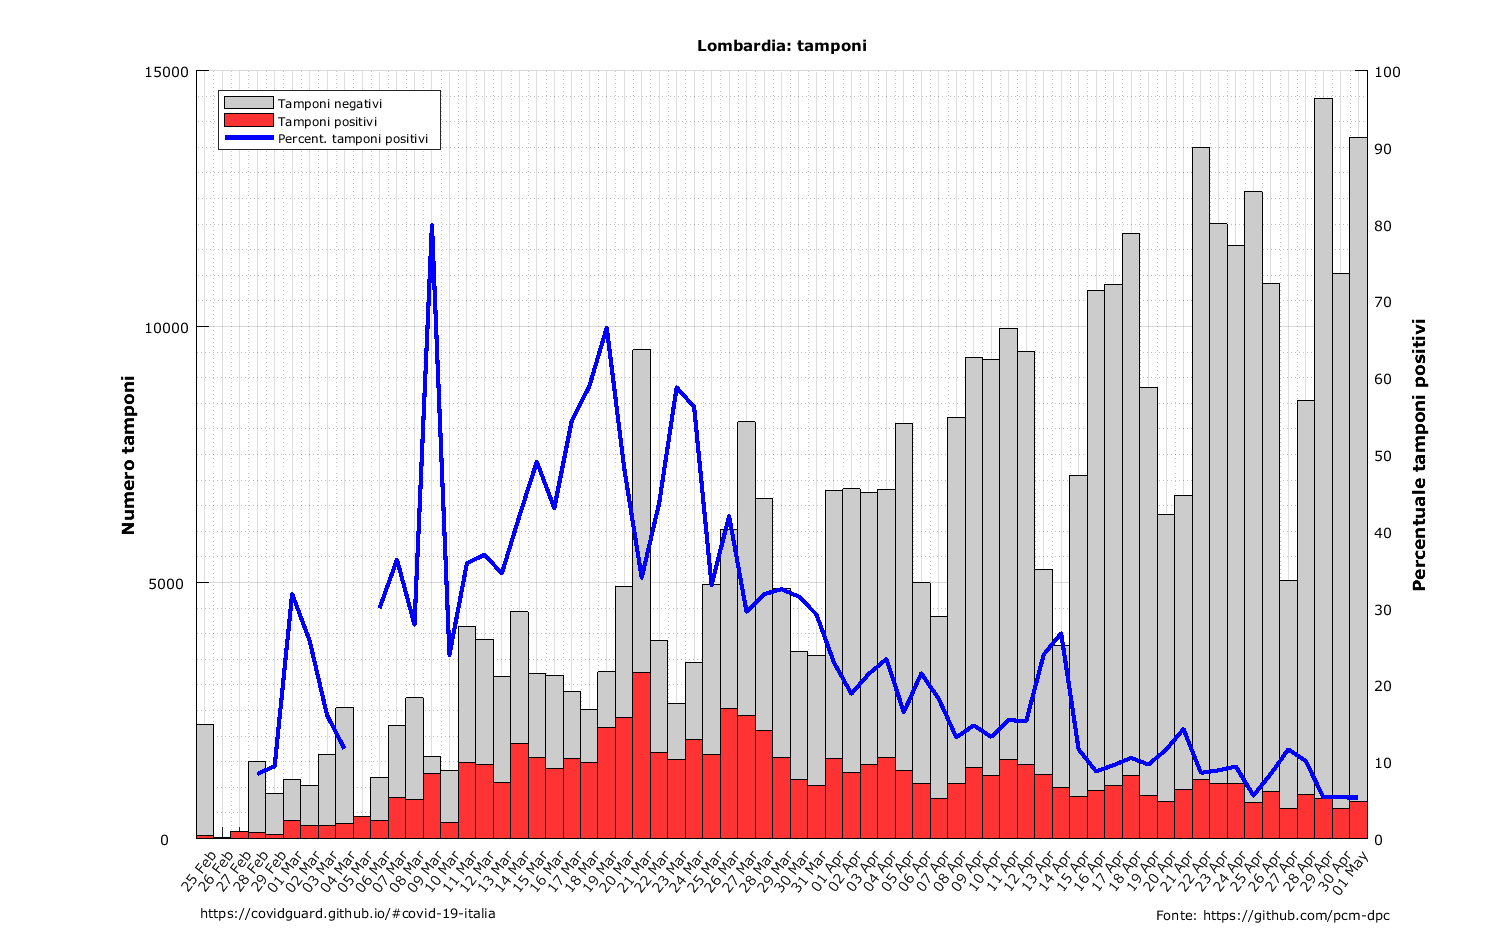 Lombardia: tamponi
15000
10000
5000
0
Numero tamponi
Tamponi negativi
Tamponi positivi
Percent. tamponi positivi
100
90
80
70
60
50
40
30
20
10
0
Percentuale tamponi positivi
25 Feb
26 Feb
27 Feb
28 Feb
29 Feb
01 Mar
02 Mar
03 Mar
04 Mar
05 Mar
06 Mar
07 Mar
08 Mar
09 Mar
10 Mar
11 Mar
12 Mar
13 Mar
14 Mar
15 Mar
16 Mar
17 Mar
18 Mar
19 Mar
20 Mar
21 Mar
22 Mar
23 Mar
24 Mar
25 Mar
26 Mar
27 Mar
28 Mar
29 Mar
30 Mar
31 Mar
01 Apr
02 Apr
03 Apr
04 Apr
05 Apr
06 Apr
07 Apr
08 Apr
09 Apr
10 Apr
11 Apr
12 Apr
13 Apr
14 Apr
15 Apr
16 Apr
17 Apr
18 Apr
19 Apr
20 Apr
21 Apr
22 Apr
23 Apr
24 Apr
25 Apr
26 Apr
27 Apr
28 Apr
29 Apr
30 Apr
01 May
https://covidguard.github.io/#covid-19-italia
Fonte: https://github.com/pcm-dpc